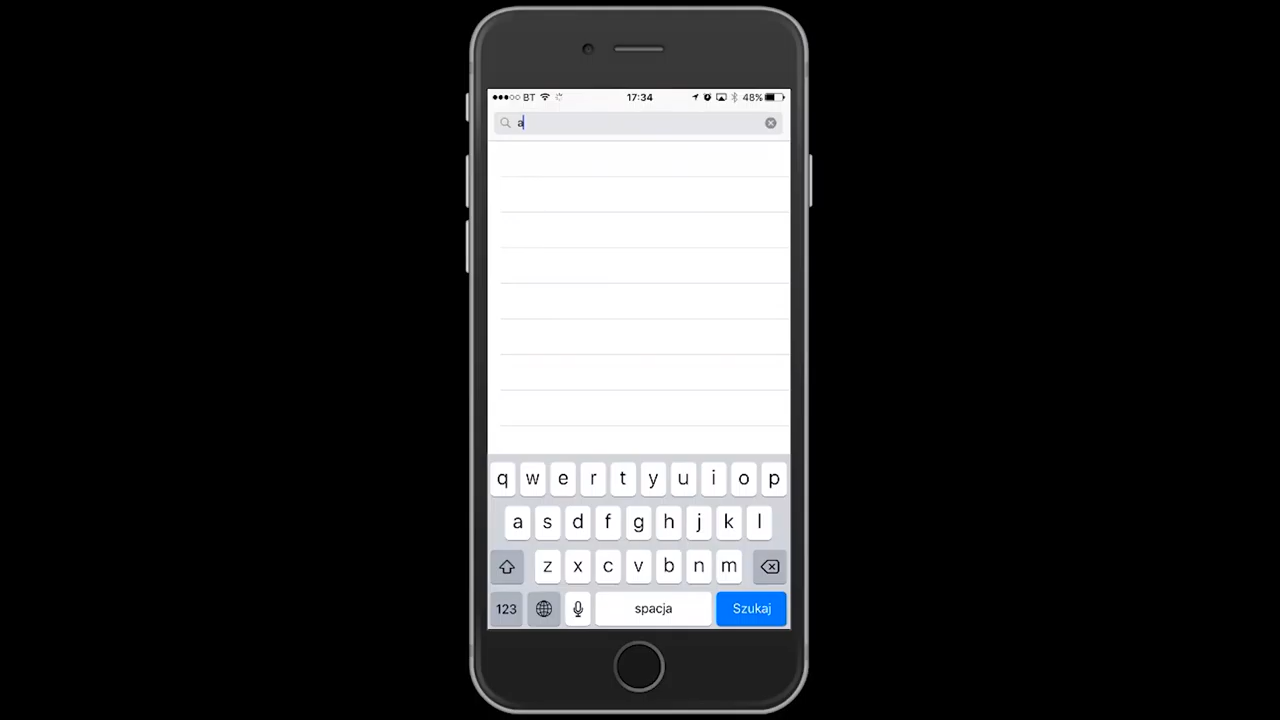 BT 17:34 48%
a
q w e r t y u i o p
a s d f g h j k l
z x c v b n m
123 spacja Szukaj